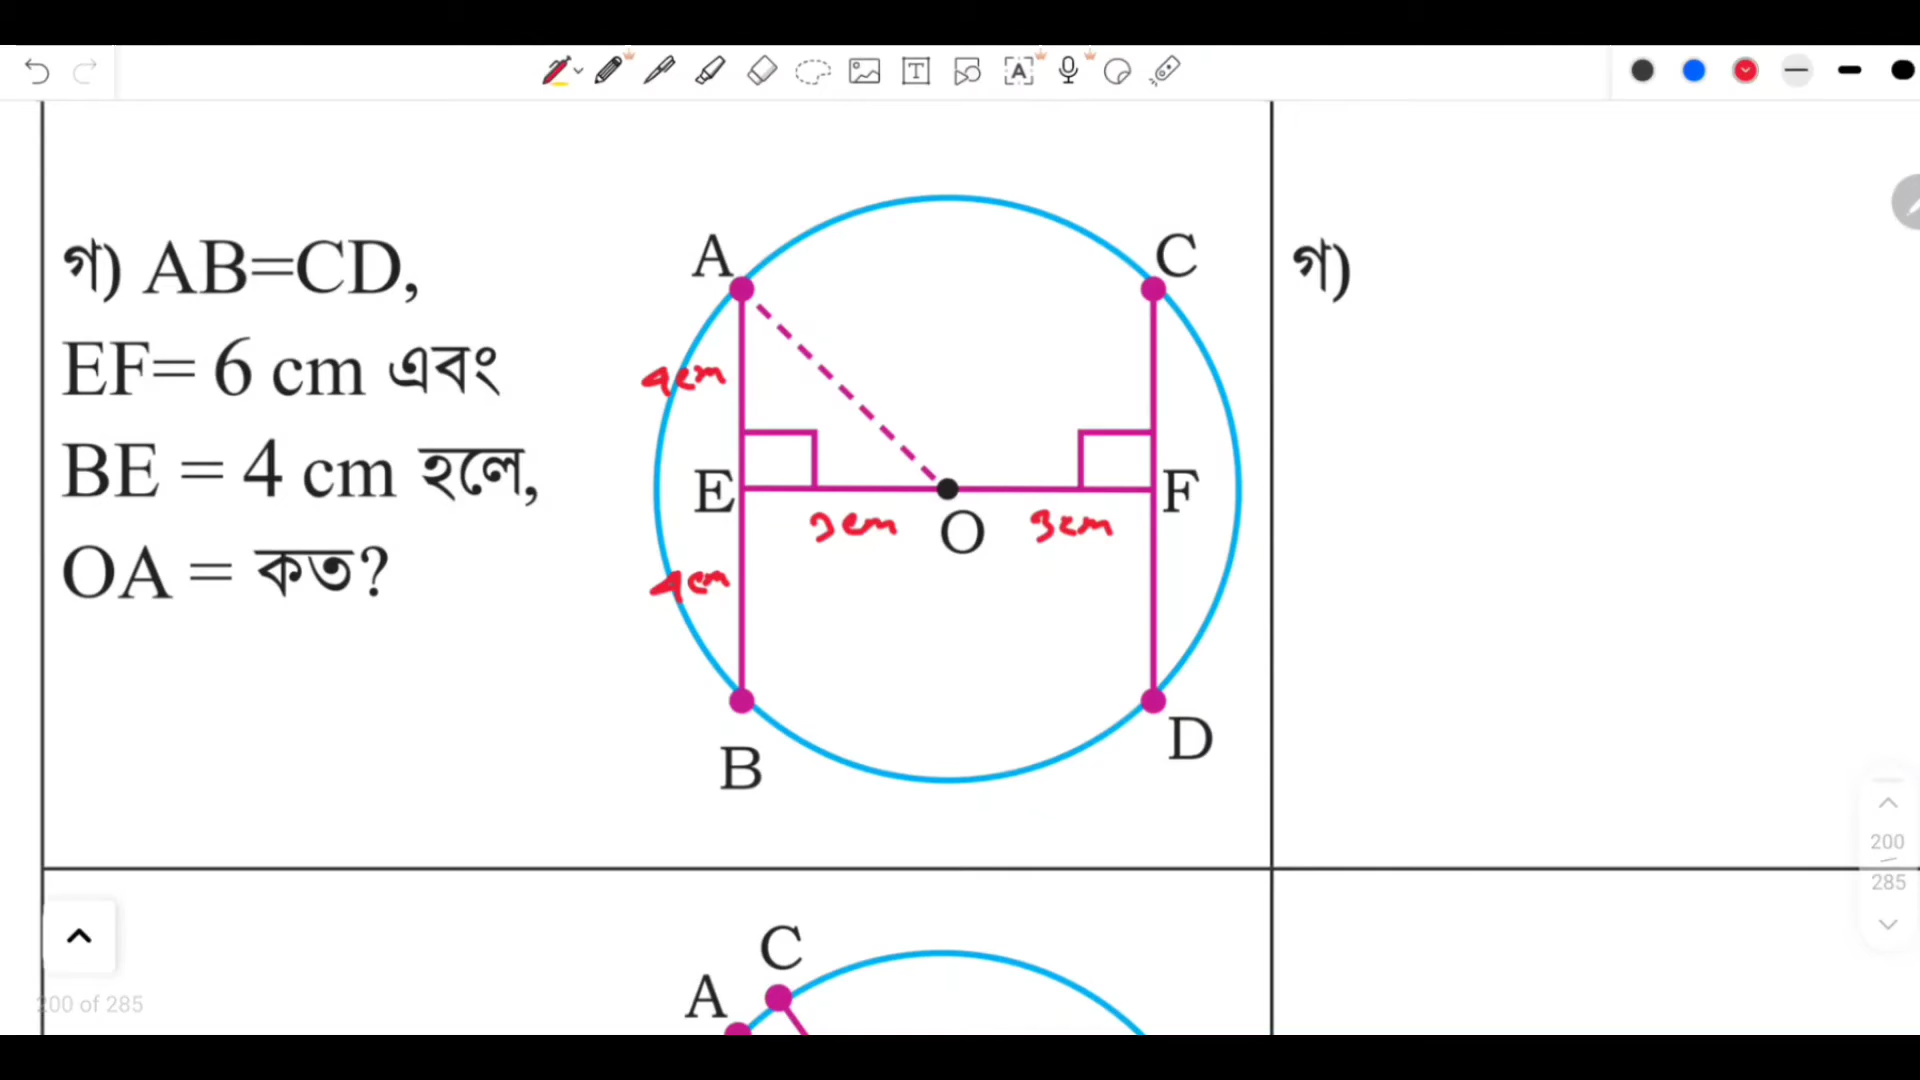 গ) AB=CD,
EF= 6 cm এবং
BE = 4 cm হলে,
OA = কত?
A
C
4cm
E
O
F
3cm
3cm
4cm
B
D
গ)
C
A
200
285
200 of 285